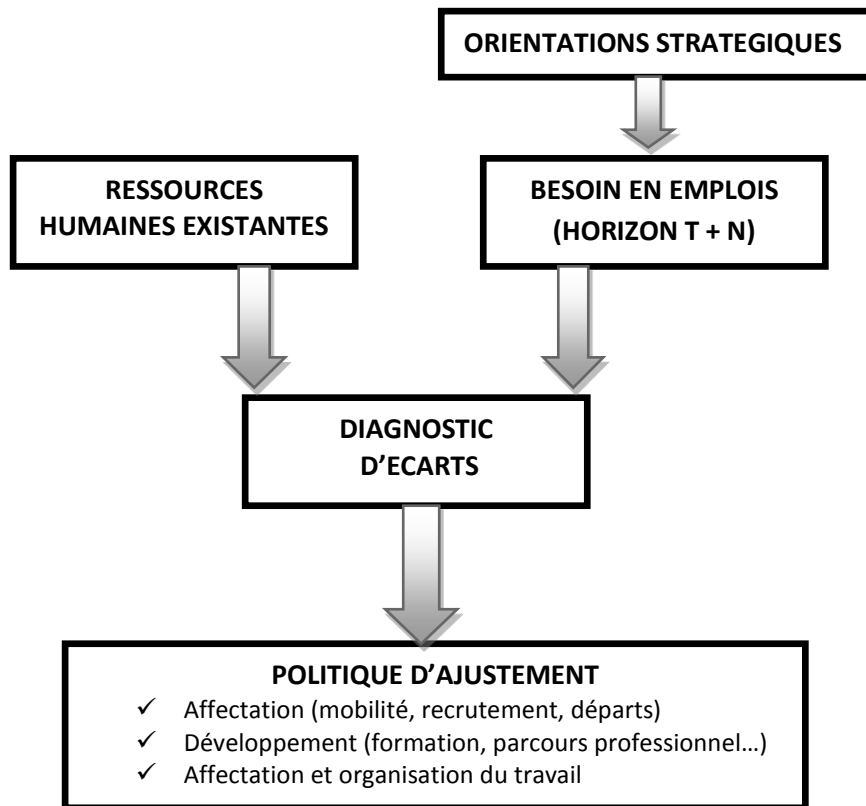 ORIENTATIONS STRATEGIQUES
RESSOURCES
HUMAINES EXISTANTES
BESOIN EN EMPLOIS
(HORIZON T + N)
DIAGNOSTIC
D’ECARTS
POLITIQUE D’AJUSTEMENT
✓ Affectation (mobilité, recrutement, départs)
✓ Développement (formation, parcours professionnel…)
✓ Affectation et organisation du travail